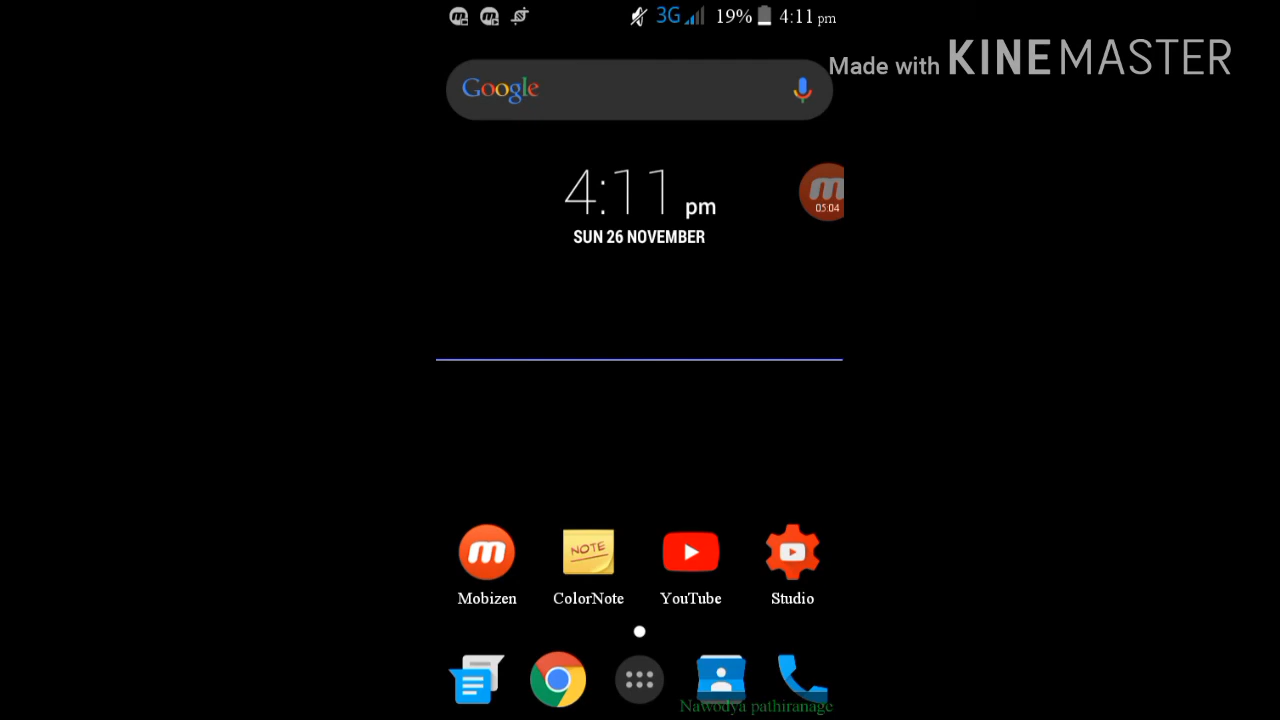 3G 19% 4:11 pm
Made with KINEMASTER
Google
4:11 pm
05:04
SUN 26 NOVEMBER
NOTE
Mobizen ColorNote YouTube Studio
Nawodya pathiranage